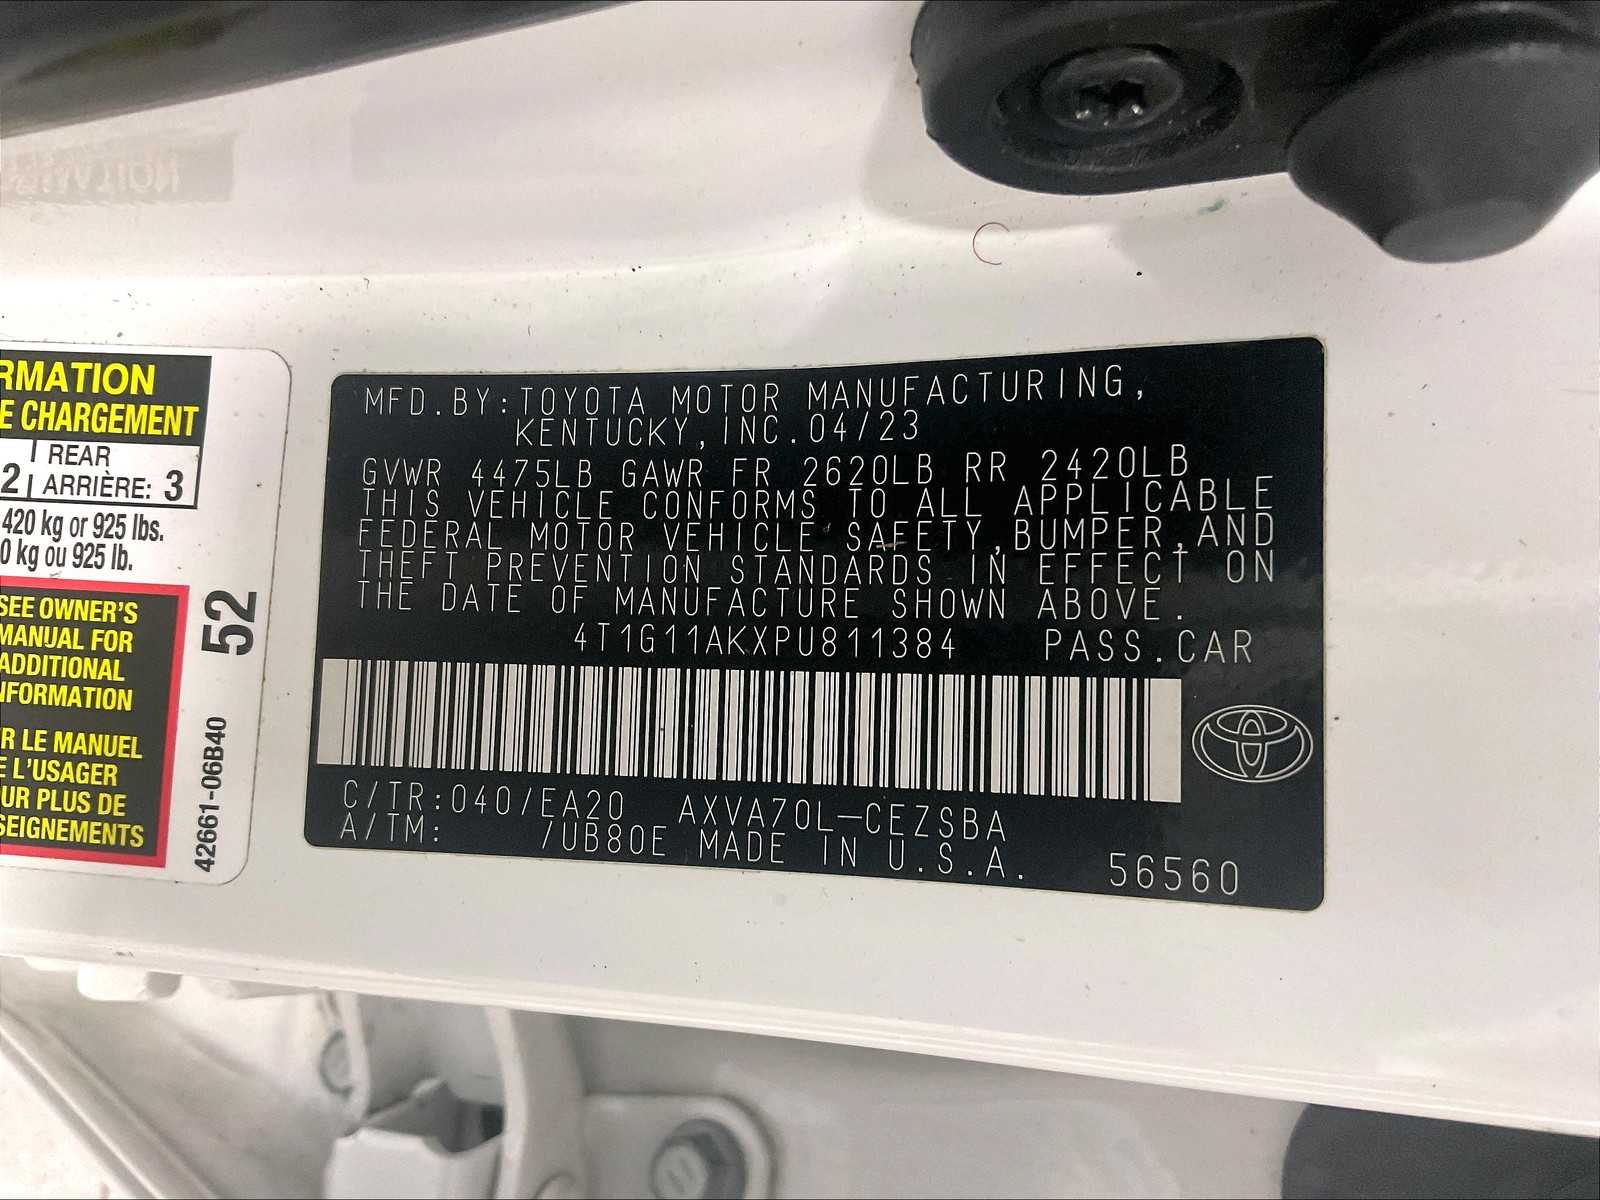 RMATION
E CHARGEMENT
2 REAR
ARRIÈRE: 3
420 kg or 925 lbs.
0 kg ou 925 lb.
SEE OWNER'S
MANUAL FOR
ADDITIONAL
NFORMATION
R LE MANUEL
E L'USAGER
UR PLUS DE
SEIGNEMENTS
52
42661-06B40
MFD.BY:TOYOTA MOTOR MANUFACTURING,
KENTUCKY,INC.04/23
GVWR 4475LB GAWR FR 2620LB RR 2420LB
THIS VEHICLE CONFORMS TO ALL APPLICABLE
FEDERAL MOTOR VEHICLE SAFETY,BUMPER,AND
THEFT PREVENTION STANDARDS IN EFFECT ON
THE DATE OF MANUFACTURE SHOWN ABOVE.
4T1G11AKXPU811384 PASS.CAR
C/TR:040/EA20 AXVA70L-CEZSBA
A/TM: /UB80E MADE IN U.S.A.
56560